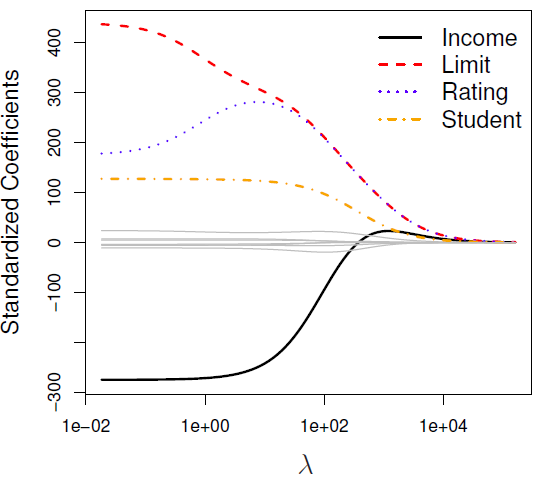 Income
Limit
Rating
Student
Standardized Coefficients
400
300
200
100
0
−100
−300
1e−02
1e+00
1e+02
1e+04
λ